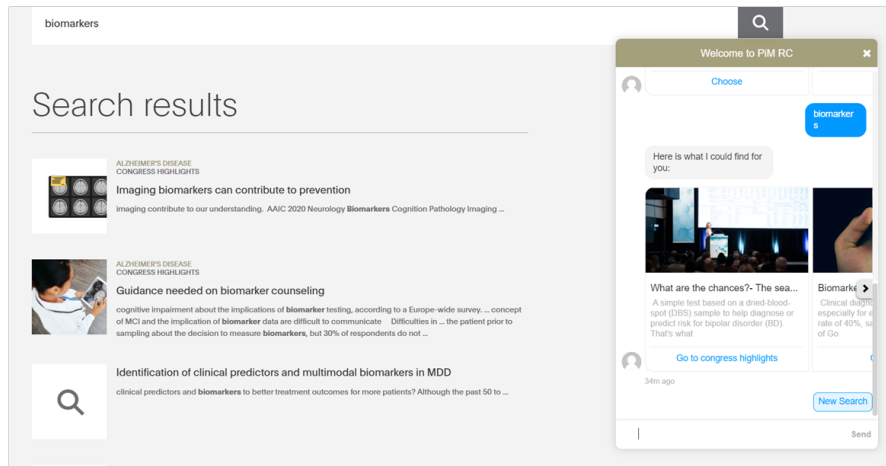 biomarkers
Search results
ALZHEIMER'S DISEASE
CONGRESS HIGHLIGHTS
Imaging biomarkers can contribute to prevention
imaging contribute to our understanding. AAIC 2020 Neurology Biomarkers Cognition Pathology Imaging ...
ALZHEIMER'S DISEASE
CONGRESS HIGHLIGHTS
Guidance needed on biomarker counseling
cognitive impairment about the implications of biomarker testing, according to a Europe-wide survey. ... concept
of MCI and the implication of biomarker data are difficult to communicate Difficulties in ... the patient prior to
sampling about the decision to measure biomarkers, but 30% of respondents do not ...
Identification of clinical predictors and multimodal biomarkers in MDD
clinical predictors and biomarkers to better treatment outcomes for more patients? Although the past 50 to ...
Welcome to PiM RC
Choose
biomarker
s
Here is what I could find for
you:
What are the chances?- The sea...
A simple test based on a dried-blood-
spot (DBS) sample to help diagnose or
predict risk for bipolar disorder (BD).
That's what
Go to congress highlights
Biomarke
Clinical diagn
especially for e
rate of 40%, sa
of Go
34m ago
New Search
Send